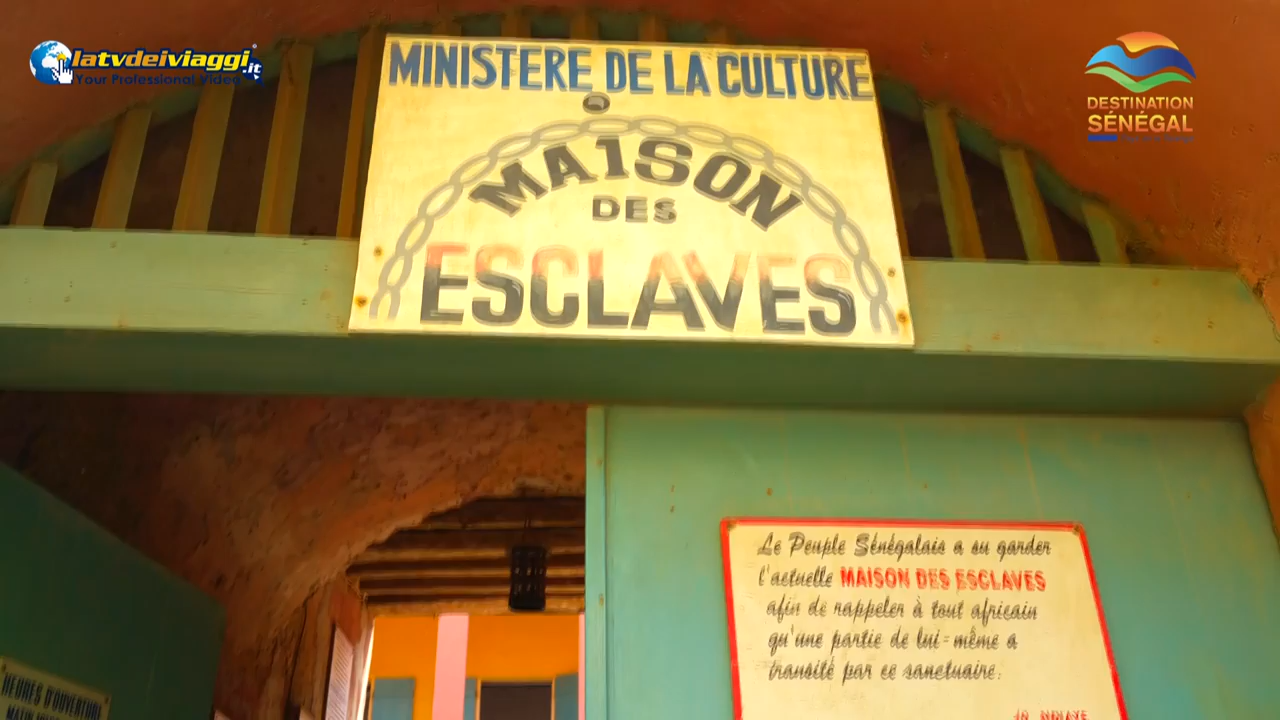 latvdeiviaggi.it
Your Professional Video
DESTINATION
SÉNÉGAL
MINISTERE DE LA CULTURE
MAISON
DES
ESCLAVES
Le Peuple Sénégalais a su garder
l'actuelle MAISON DES ESCLAVES
afin de rappeler à tout africain
qu'une partie de lui-même a
transité par ce sanctuaire.
NDIAYE
HEURES D'OUVERTURE